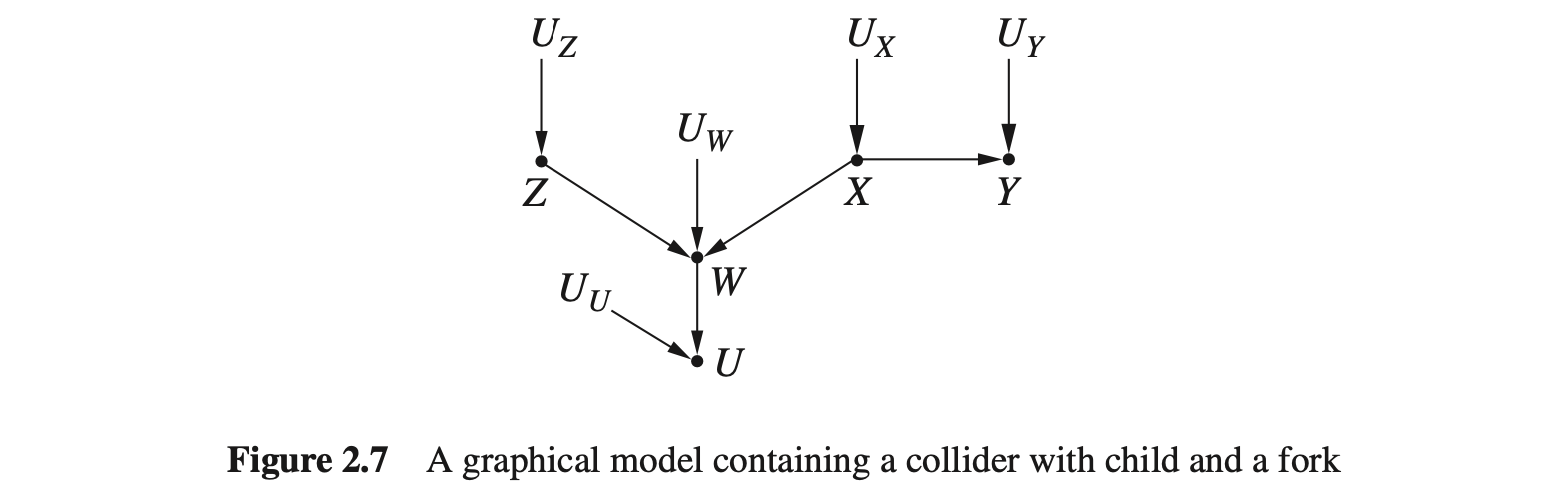 U_Z U_X U_Y
U_W
Z X Y
U_U W
U
Figure 2.7 A graphical model containing a collider with child and a fork